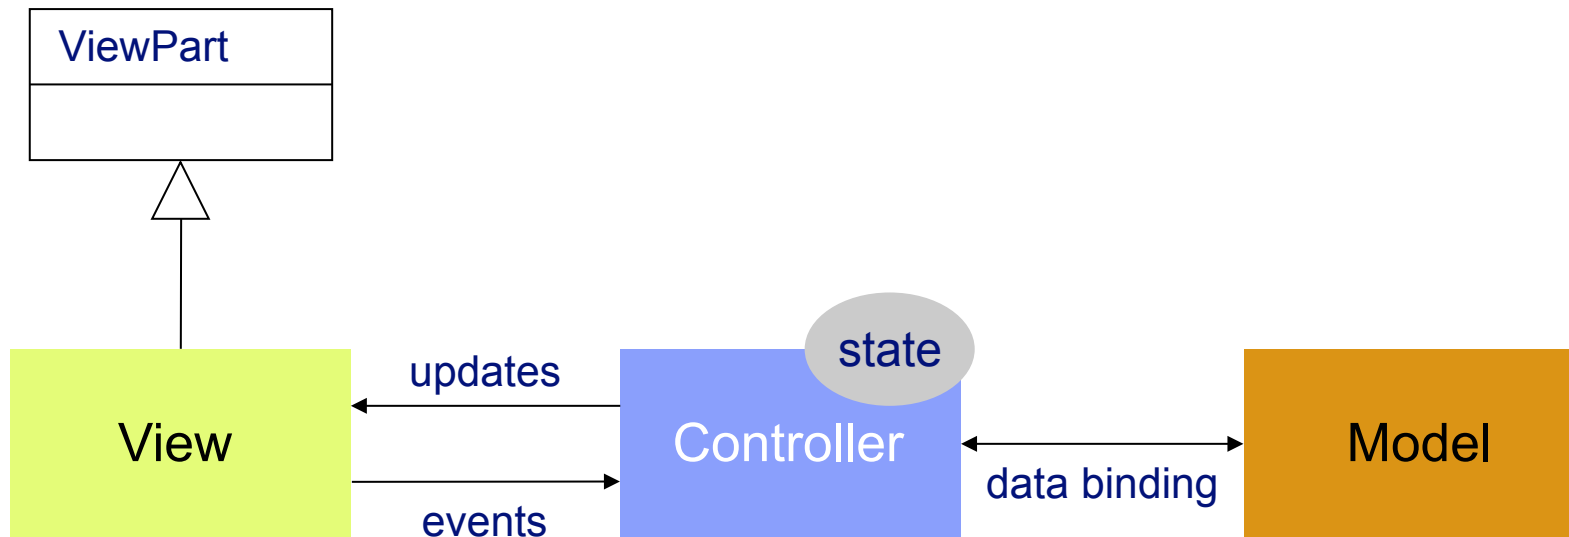 ViewPart
state
updates
View
Controller
Model
data binding
events